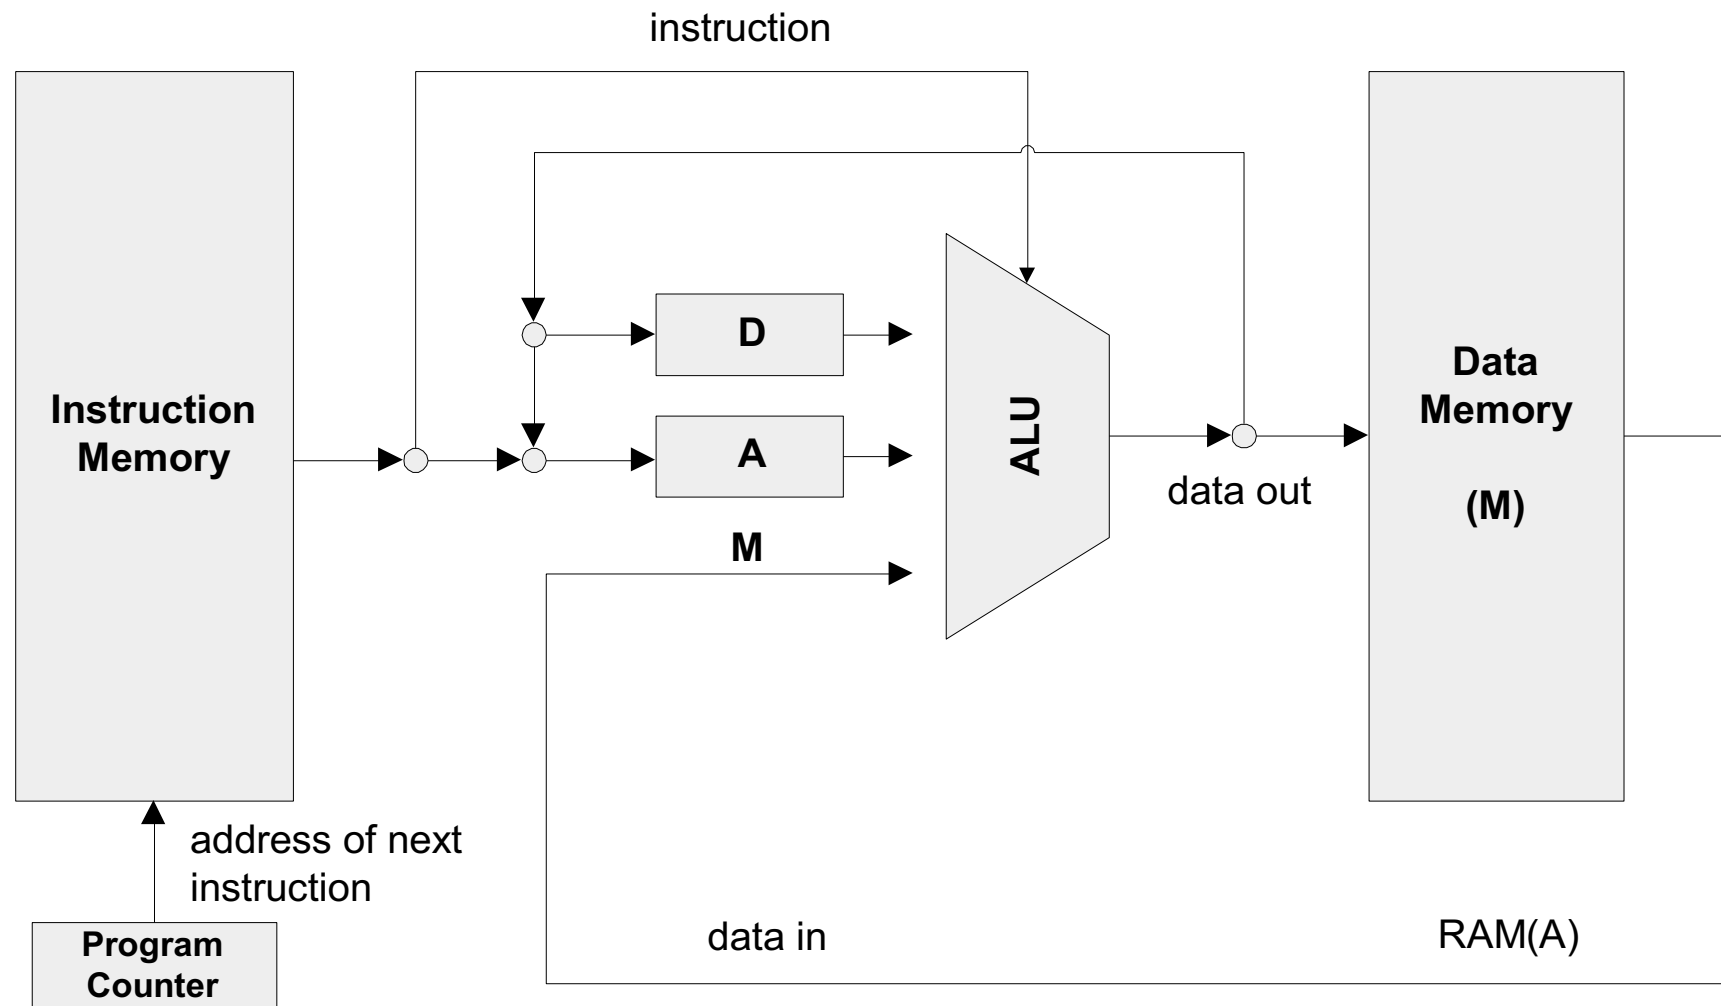 instruction
Instruction
Memory
D
A
M
ALU
data out
Data
Memory
(M)
address of next
instruction
Program
Counter
data in
RAM(A)